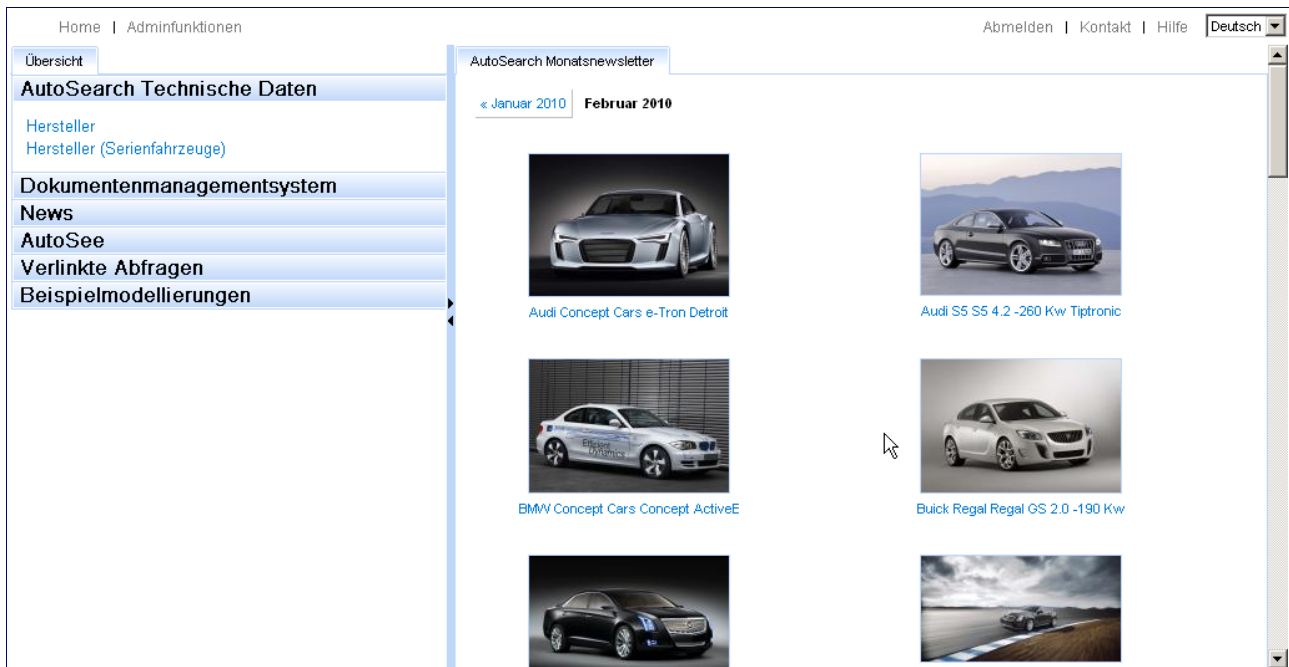 Home | Adminfunktionen
Abmelden | Kontakt | Hilfe Deutsch
Übersicht
AutoSearch Technische Daten
Hersteller
Hersteller (Serienfahrzeuge)
Dokumentenmanagementsystem
News
AutoSee
Verlinkte Abfragen
Beispielmodellierungen
AutoSearch Monatsnewsletter
« Januar 2010 Februar 2010
Audi Concept Cars e-Tron Detroit
Audi S5 S5 4.2 -260 Kw Tiptronic
Efficient
Dynamics
BMW Concept Cars Concept ActiveE
Buick Regal Regal GS 2.0 -190 Kw